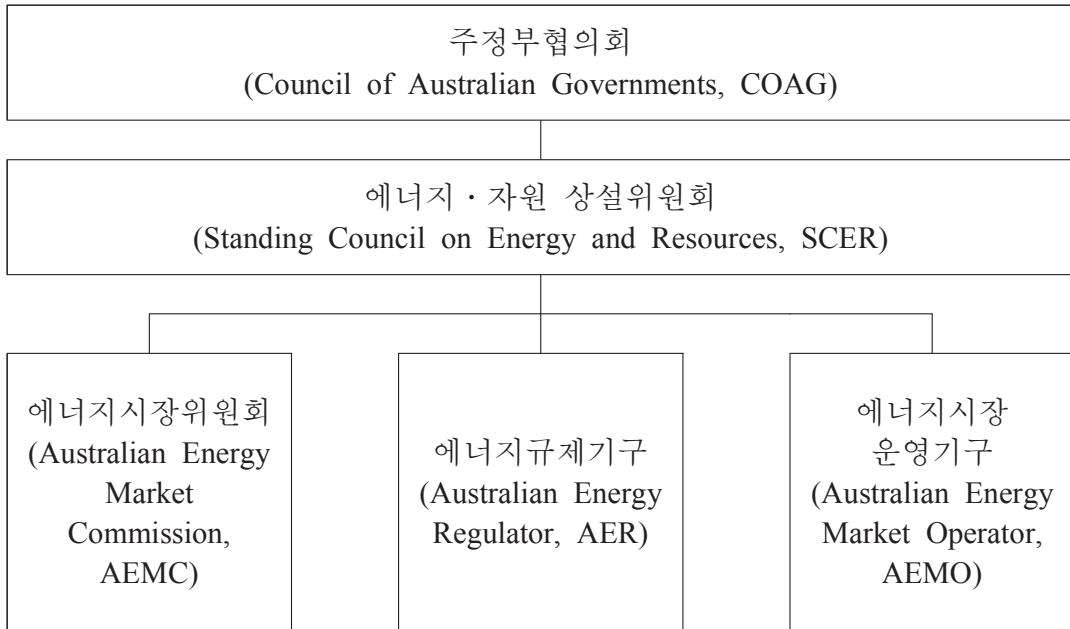 주정부협의회
(Council of Australian Governments, COAG)
에너지·자원 상설위원회
(Standing Council on Energy and Resources, SCER)
에너지시장위원회
(Australian Energy
Market
Commission,
AEMC)
에너지규제기구
(Australian Energy
Regulator, AER)
에너지시장
운영기구
(Australian Energy
Market Operator,
AEMO)